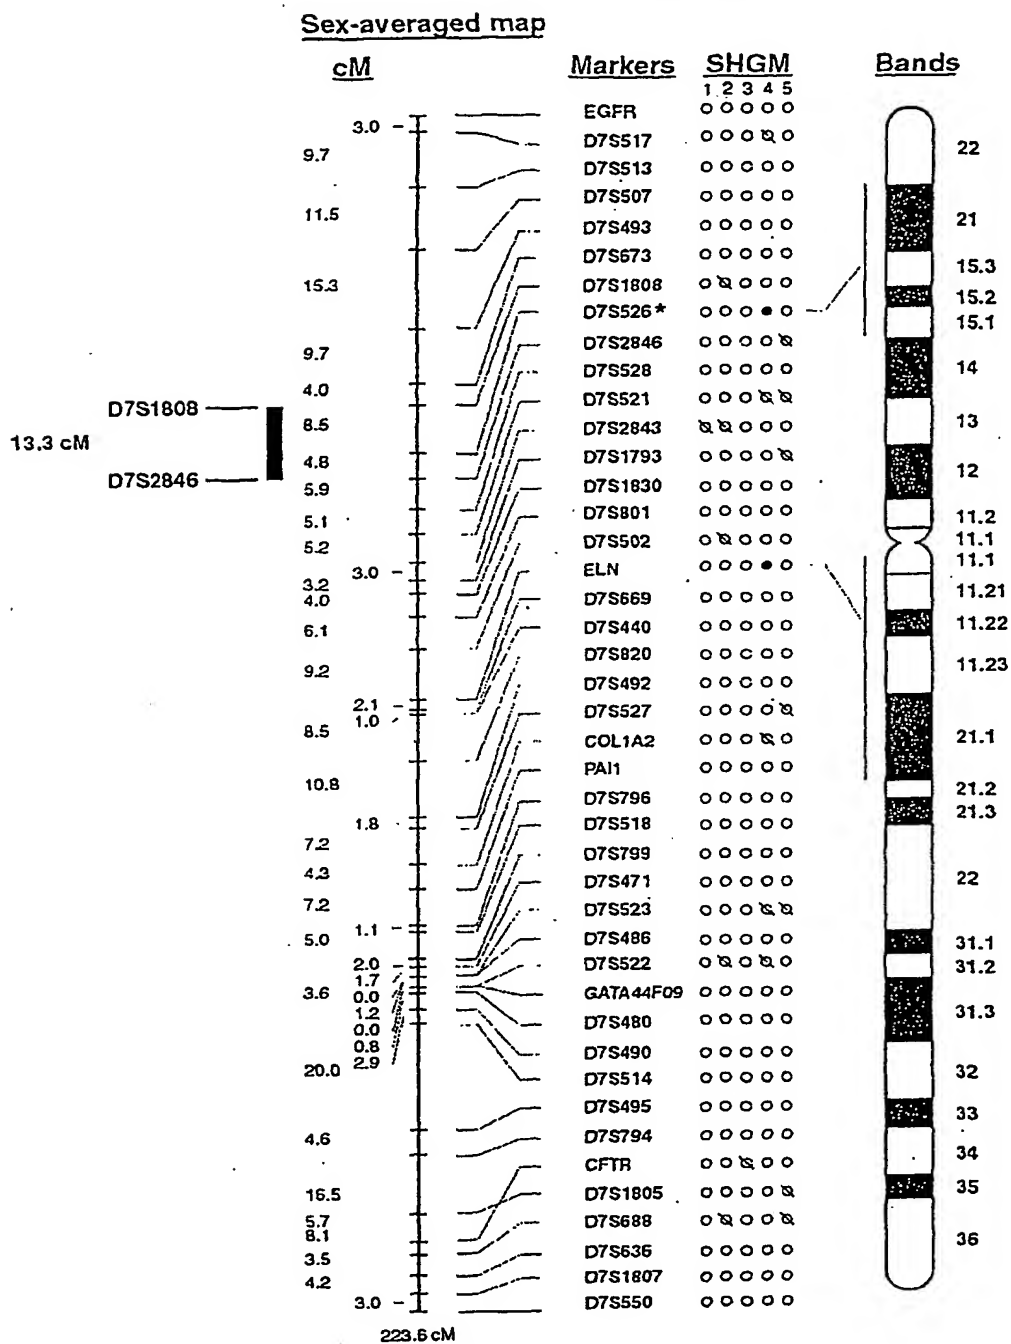 Sex-averaged map
cM Markers SHGM Bands
1 2 3 4 5
EGFR
3.0
D7S517
22
9.7
D7S513
D7S507
11.5
21
D7S493
D7S673
15.3
15.3
D7S1808
15.2
D7S526*
15.1
D7S2846
9.7
D7S528
14
4.0
D7S521
D7S1808
8.5
D7S2843
13
13.3 cM
D7S1793
4.8
12
D7S2846
5.9
D7S1830
D7S801
11.2
5.1
D7S502
11.1
5.2
ELN
11.1
3.0
3.2
11.21
4.0
D7S669
11.22
6.1
D7S440
D7S820
11.23
9.2
D7S492
2.1
D7S527
1.0
8.5
COL1A2
21.1
PAI1
10.8
21.2
D7S796
21.3
1.8
D7S518
7.2
D7S799
4.3
D7S471
22
7.2
D7S523
1.1
5.0
D7S486
31.1
2.0
D7S522
31.2
1.7
3.6
0.0
GATA44F09
31.3
1.2
D7S480
0.0
0.8
D7S490
2.9
20.0
D7S514
32
D7S495
33
4.6
D7S794
34
CFTR
16.5
D7S1805
35
5.7
D7S688
8.1
36
3.5
D7S636
4.2
D7S1807
3.0
D7S550
223.6 cM